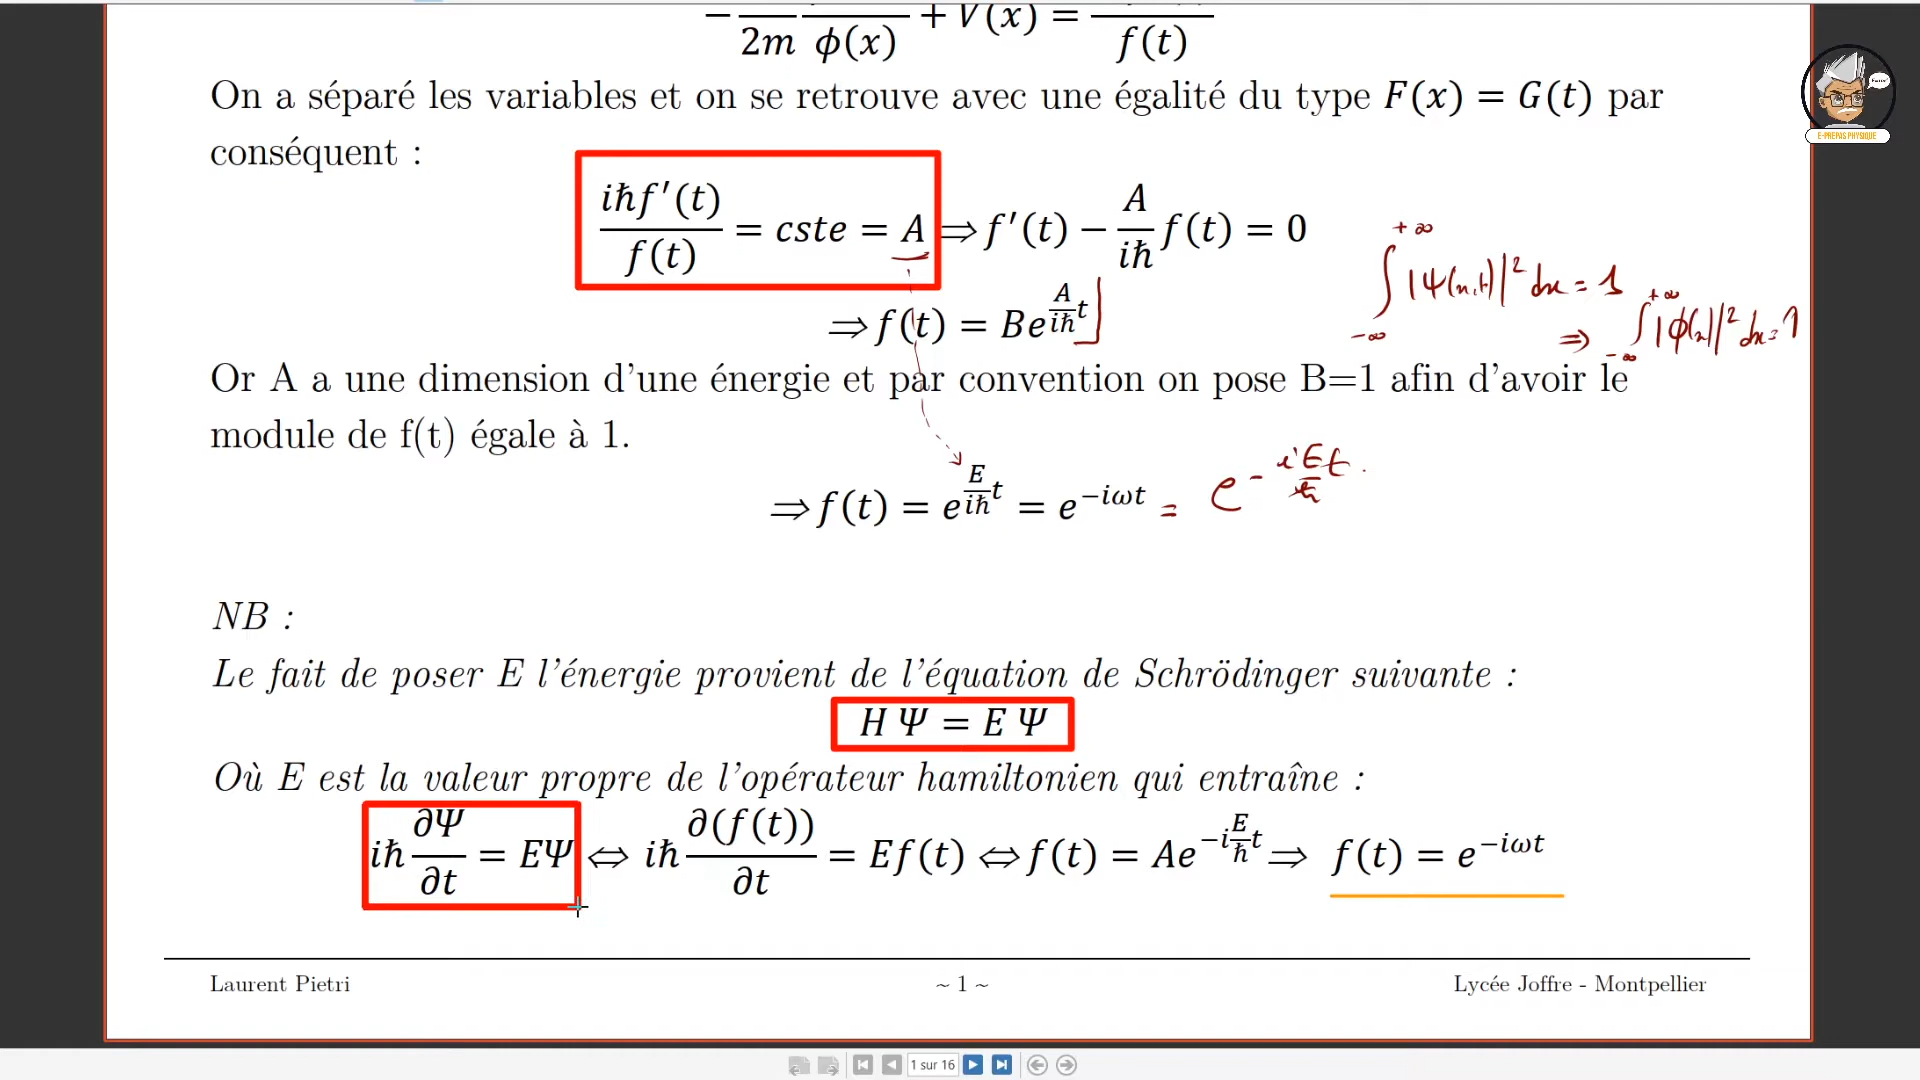 − 2m ϕ(x) + V(x) = f(t)
On a séparé les variables et on se retrouve avec une égalité du type F(x) = G(t) par
conséquent :
iħf′(t)/f(t) = cste = A ⇒ f′(t) − A/iħ f(t) = 0
⇒ f(t) = Be^{A/iħ t}
∫_{-∞}^{+∞} |Ψ(x,t)|² dx = 1
⇒ ∫_{-∞}^{+∞} |ϕ(x)|² dx = 1
Or A a une dimension d’une énergie et par convention on pose B=1 afin d’avoir le
module de f(t) égale à 1.
⇒ f(t) = e^{E/iħ t} = e^{−iωt} = e^{−iEt/ħ}
NB :
Le fait de poser E l’énergie provient de l’équation de Schrödinger suivante :
H Ψ = E Ψ
Où E est la valeur propre de l’opérateur hamiltonien qui entraîne :
iħ ∂Ψ/∂t = EΨ ⇔ iħ ∂(f(t))/∂t = Ef(t) ⇔ f(t) = Ae^{−i E/ħ t} ⇒ f(t) = e^{−iωt}
Laurent Pietri
~ 1 ~
Lycée Joffre - Montpellier
E-PREPAS PHYSIQUE
1 sur 16